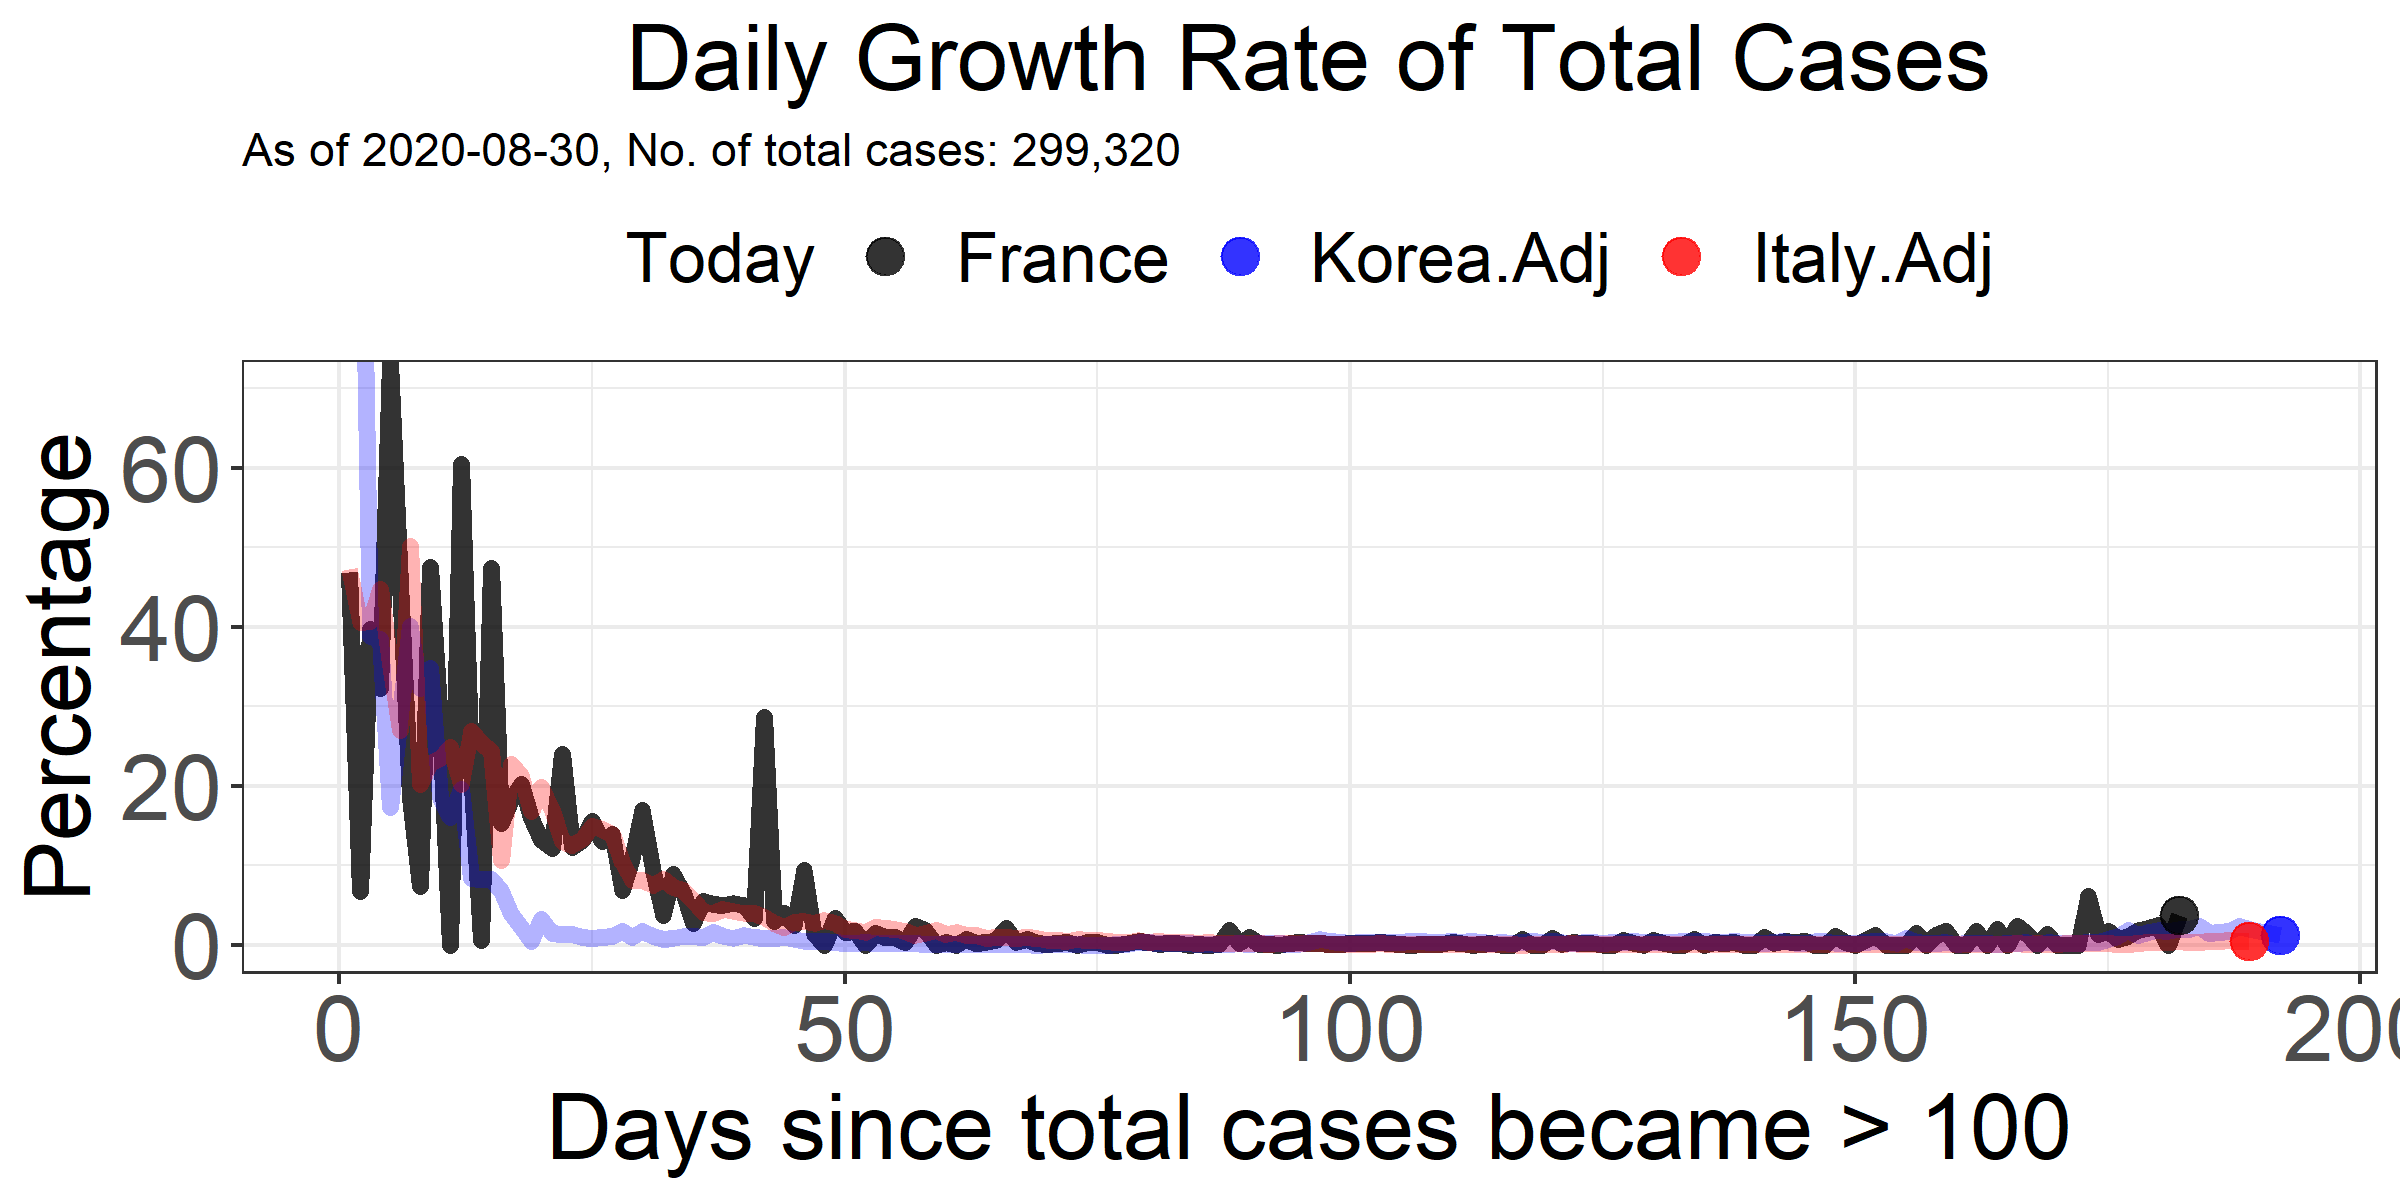 Daily Growth Rate of Total Cases
As of 2020-08-30, No. of total cases: 299,320
Today France Korea.Adj Italy.Adj
Percentage
60
40
20
0
0 50 100 150 200
Days since total cases became > 100